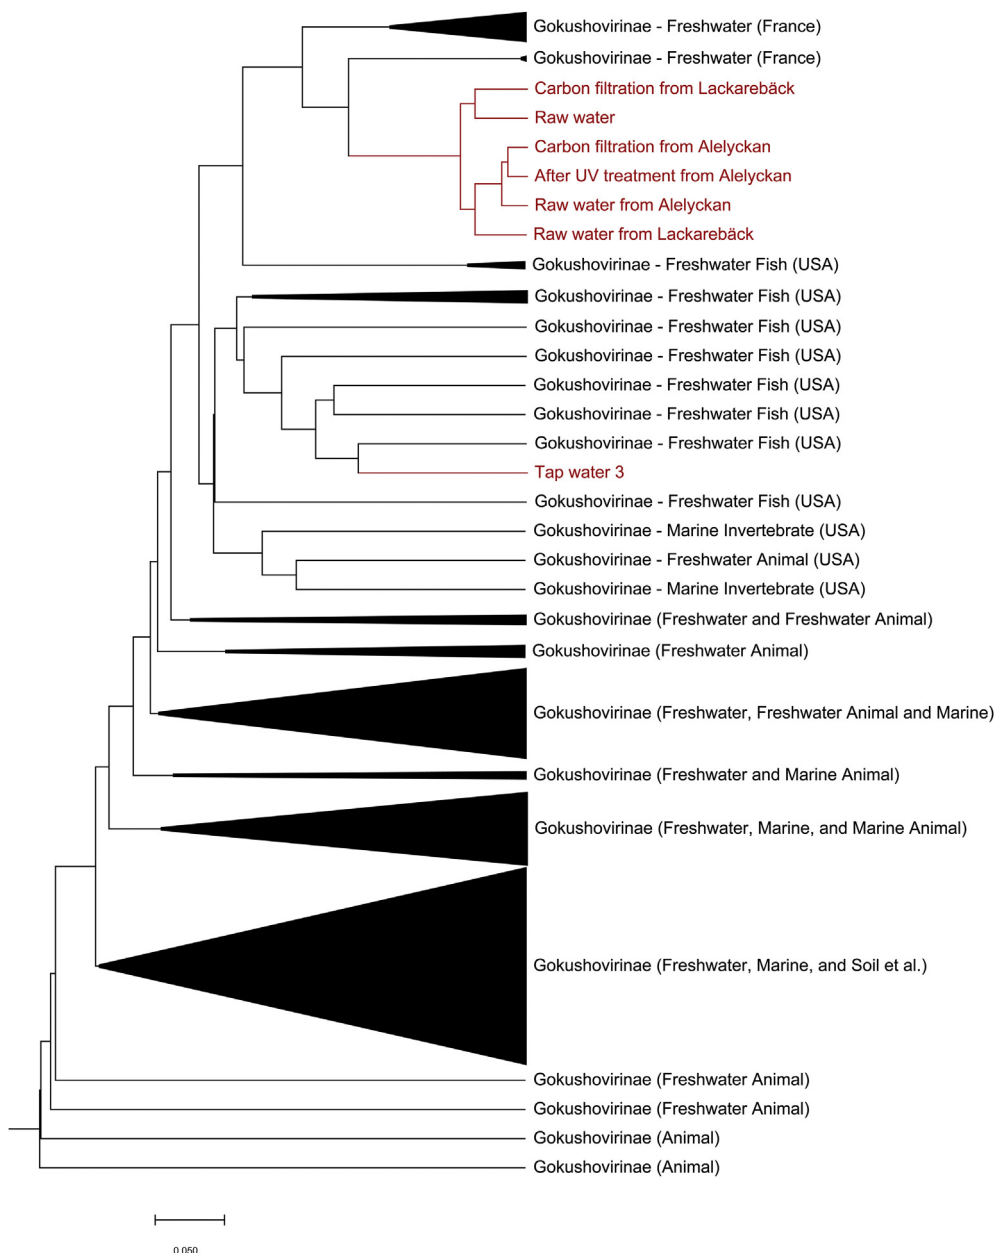 Gokushovirinae - Freshwater (France)
Gokushovirinae - Freshwater (France)
Carbon filtration from Lackarebäck
Raw water
Carbon filtration from Alelyckan
After UV treatment from Alelyckan
Raw water from Alelyckan
Raw water from Lackarebäck
Gokushovirinae - Freshwater Fish (USA)
Gokushovirinae - Freshwater Fish (USA)
Gokushovirinae - Freshwater Fish (USA)
Gokushovirinae - Freshwater Fish (USA)
Gokushovirinae - Freshwater Fish (USA)
Gokushovirinae - Freshwater Fish (USA)
Gokushovirinae - Freshwater Fish (USA)
Tap water 3
Gokushovirinae - Freshwater Fish (USA)
Gokushovirinae - Marine Invertebrate (USA)
Gokushovirinae - Freshwater Animal (USA)
Gokushovirinae - Marine Invertebrate (USA)
Gokushovirinae (Freshwater and Freshwater Animal)
Gokushovirinae (Freshwater Animal)
Gokushovirinae (Freshwater, Freshwater Animal and Marine)
Gokushovirinae (Freshwater and Marine Animal)
Gokushovirinae (Freshwater, Marine, and Marine Animal)
Gokushovirinae (Freshwater, Marine, and Soil et al.)
Gokushovirinae (Freshwater Animal)
Gokushovirinae (Freshwater Animal)
Gokushovirinae (Animal)
Gokushovirinae (Animal)
0.050